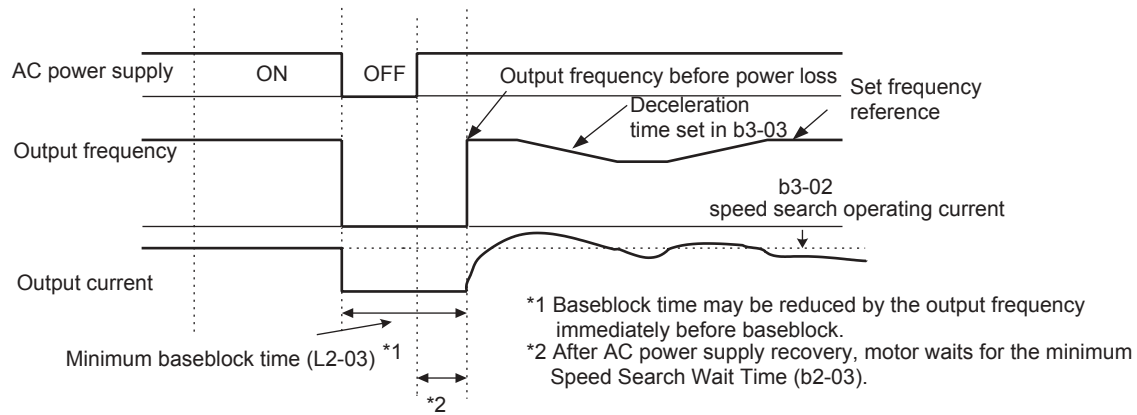 AC power supply
ON
OFF
Output frequency before power loss
Deceleration
time set in b3-03
Set frequency
reference
Output frequency
b3-02
speed search operating current
Output current
Minimum baseblock time (L2-03) *1
*2
*1 Baseblock time may be reduced by the output frequency
immediately before baseblock.
*2 After AC power supply recovery, motor waits for the minimum
Speed Search Wait Time (b2-03).